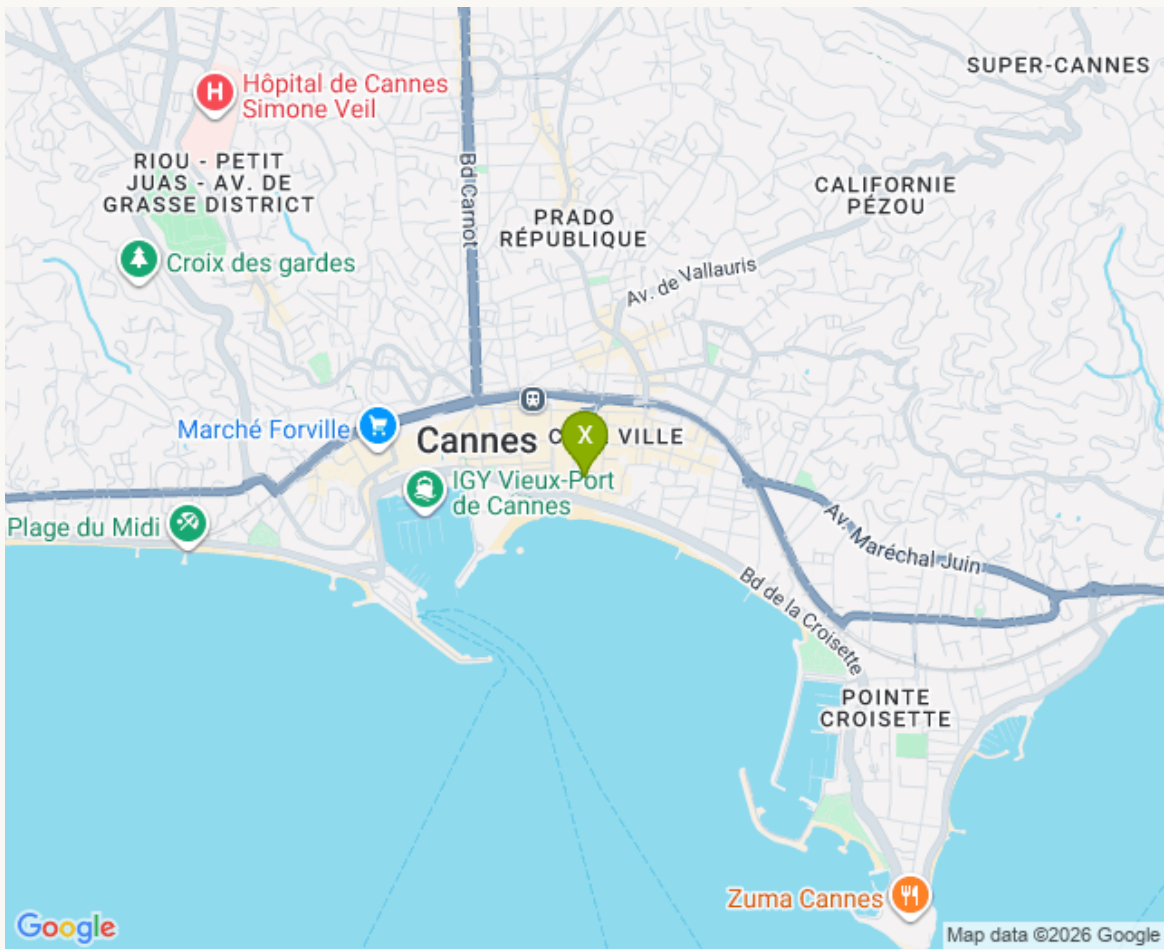 SUPER-CANNES
H
Hôpital de Cannes
Simone Veil
RIOU - PETIT
JUAS - AV. DE
GRASSE DISTRICT
Bd Carnot
CALIFORNIE
PÉZOU
PRADO
RÉPUBLIQUE
Croix des gardes
Av. de Vallauris
Marché Forville
Cannes
X
VILLE
IGY Vieux-Port
de Cannes
Plage du Midi
Av. Maréchal Juin
Bd de la Croisette
POINTE
CROISETTE
Zuma Cannes
Google
Map data ©2026 Google